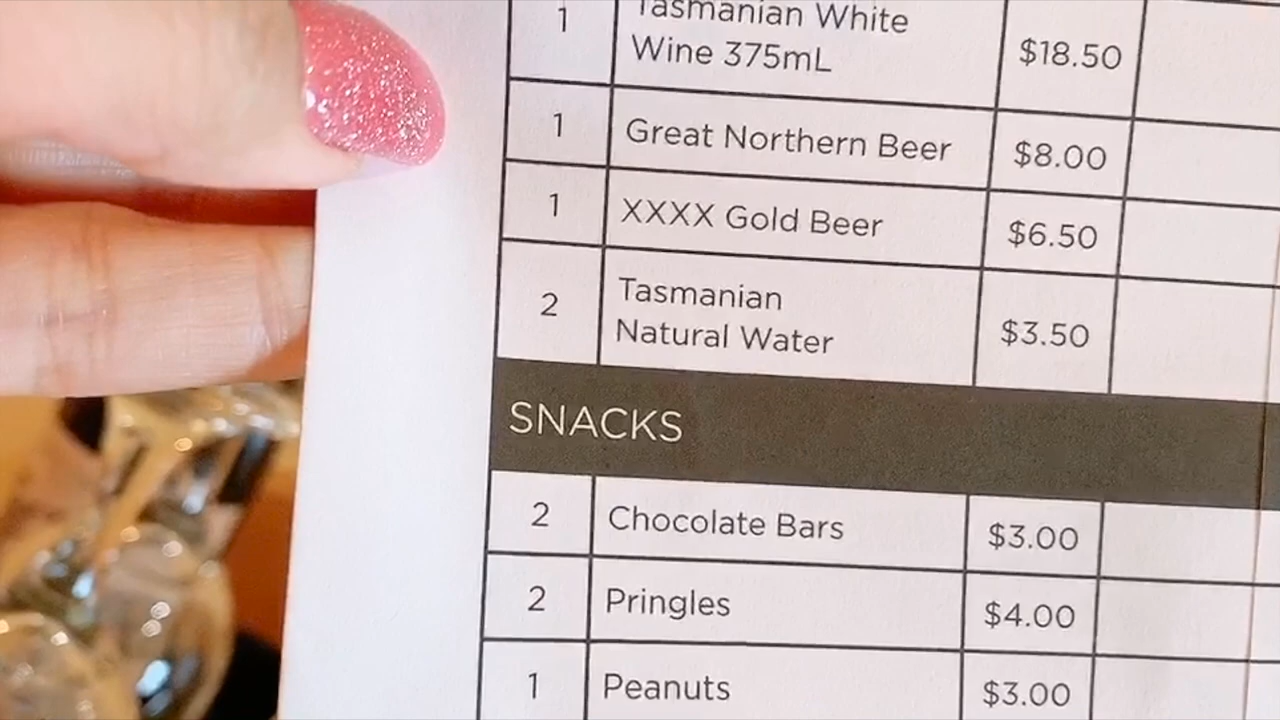 1 Tasmanian White
Wine 375mL $18.50
1 Great Northern Beer $8.00
1 XXXX Gold Beer $6.50
2 Tasmanian
Natural Water $3.50
SNACKS
2 Chocolate Bars $3.00
2 Pringles $4.00
1 Peanuts $3.00